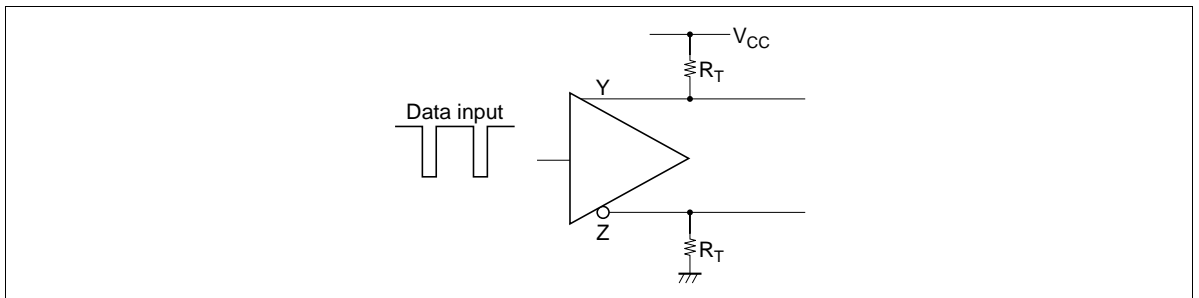 V_CC
R_T
Y
Data input
Z
R_T